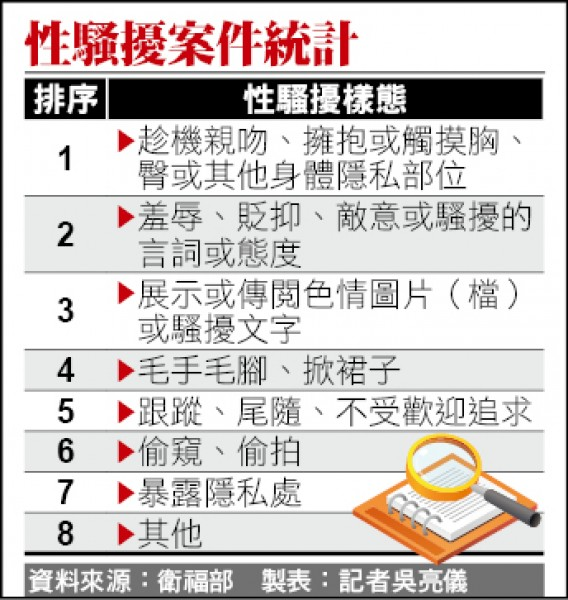 性騷擾案件統計
排序 性騷擾樣態
1 ▶趁機親吻、擁抱或觸摸胸、
臀或其他身體隱私部位
2 ▶羞辱、貶抑、敵意或騷擾的
言詞或態度
3 ▶展示或傳閱色情圖片（檔）
或騷擾文字
4 ▶毛手毛腳、掀裙子
5 ▶跟蹤、尾隨、不受歡迎追求
6 ▶偷窺、偷拍
7 ▶暴露隱私處
8 ▶其他
資料來源：衛福部 製表：記者吳亮儀